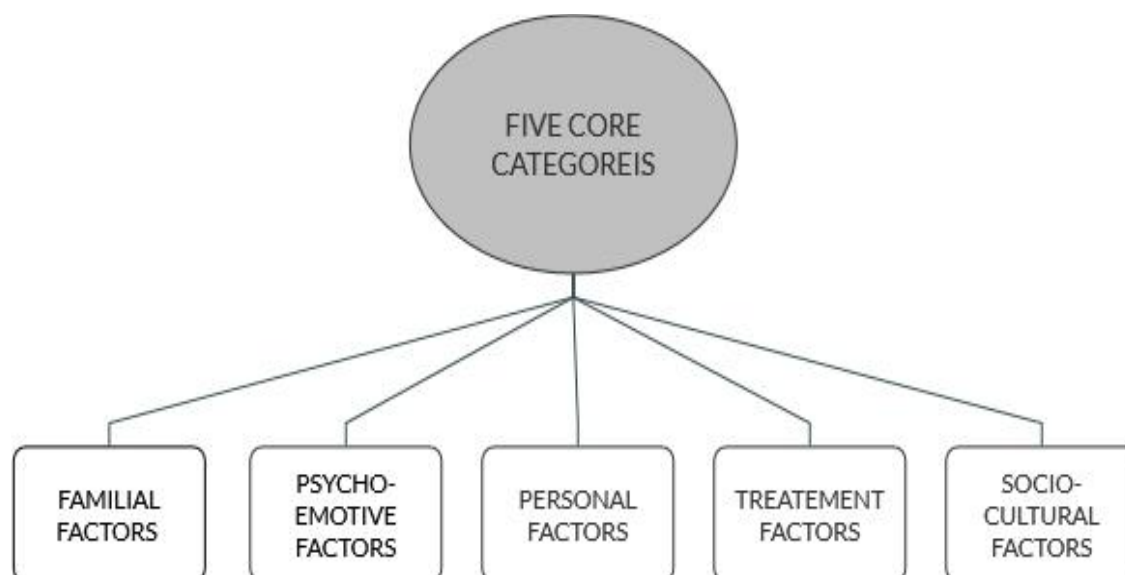 FIVE CORE
CATEGOREIS
FAMILIAL
FACTORS
PSYCHO-
EMOTIVE
FACTORS
PERSONAL
FACTORS
TREATEMENT
FACTORS
SOCIO-
CULTURAL
FACTORS